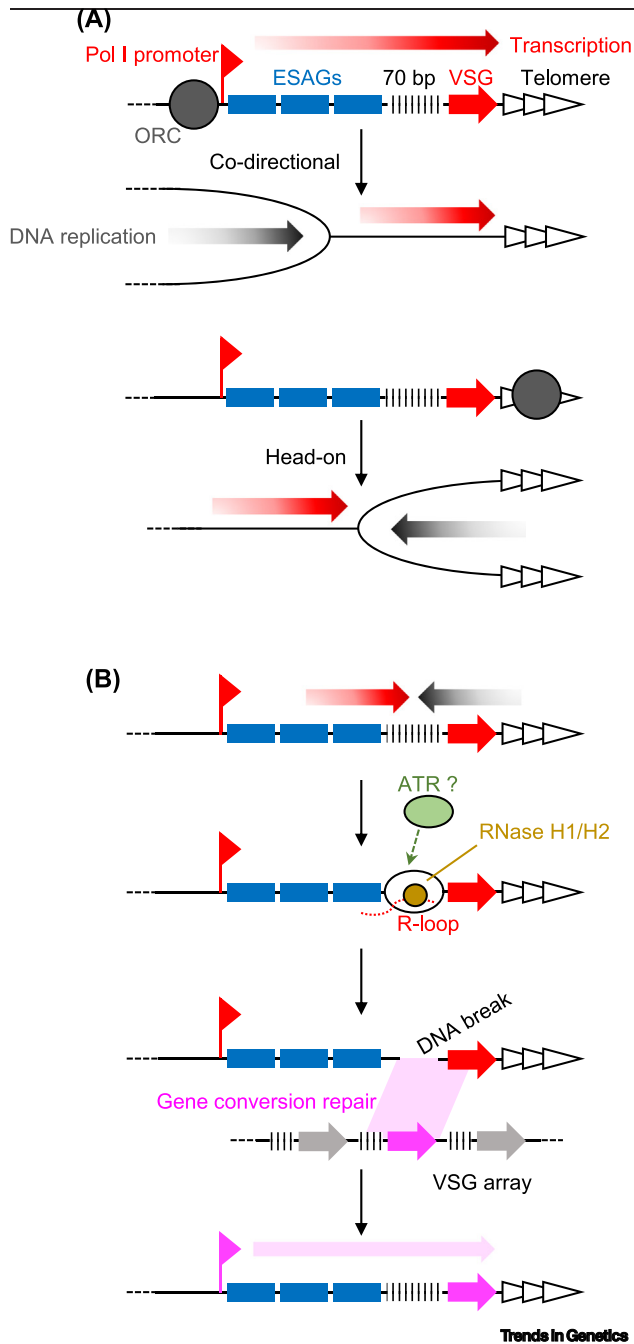 (A)
Pol I promoter
Transcription
ESAGs
70 bp
VSG
Telomere
ORC
Co-directional
DNA replication
Head-on
(B)
ATR ?
RNase H1/H2
R-loop
DNA break
Gene conversion repair
VSG array
Trends in Genetics